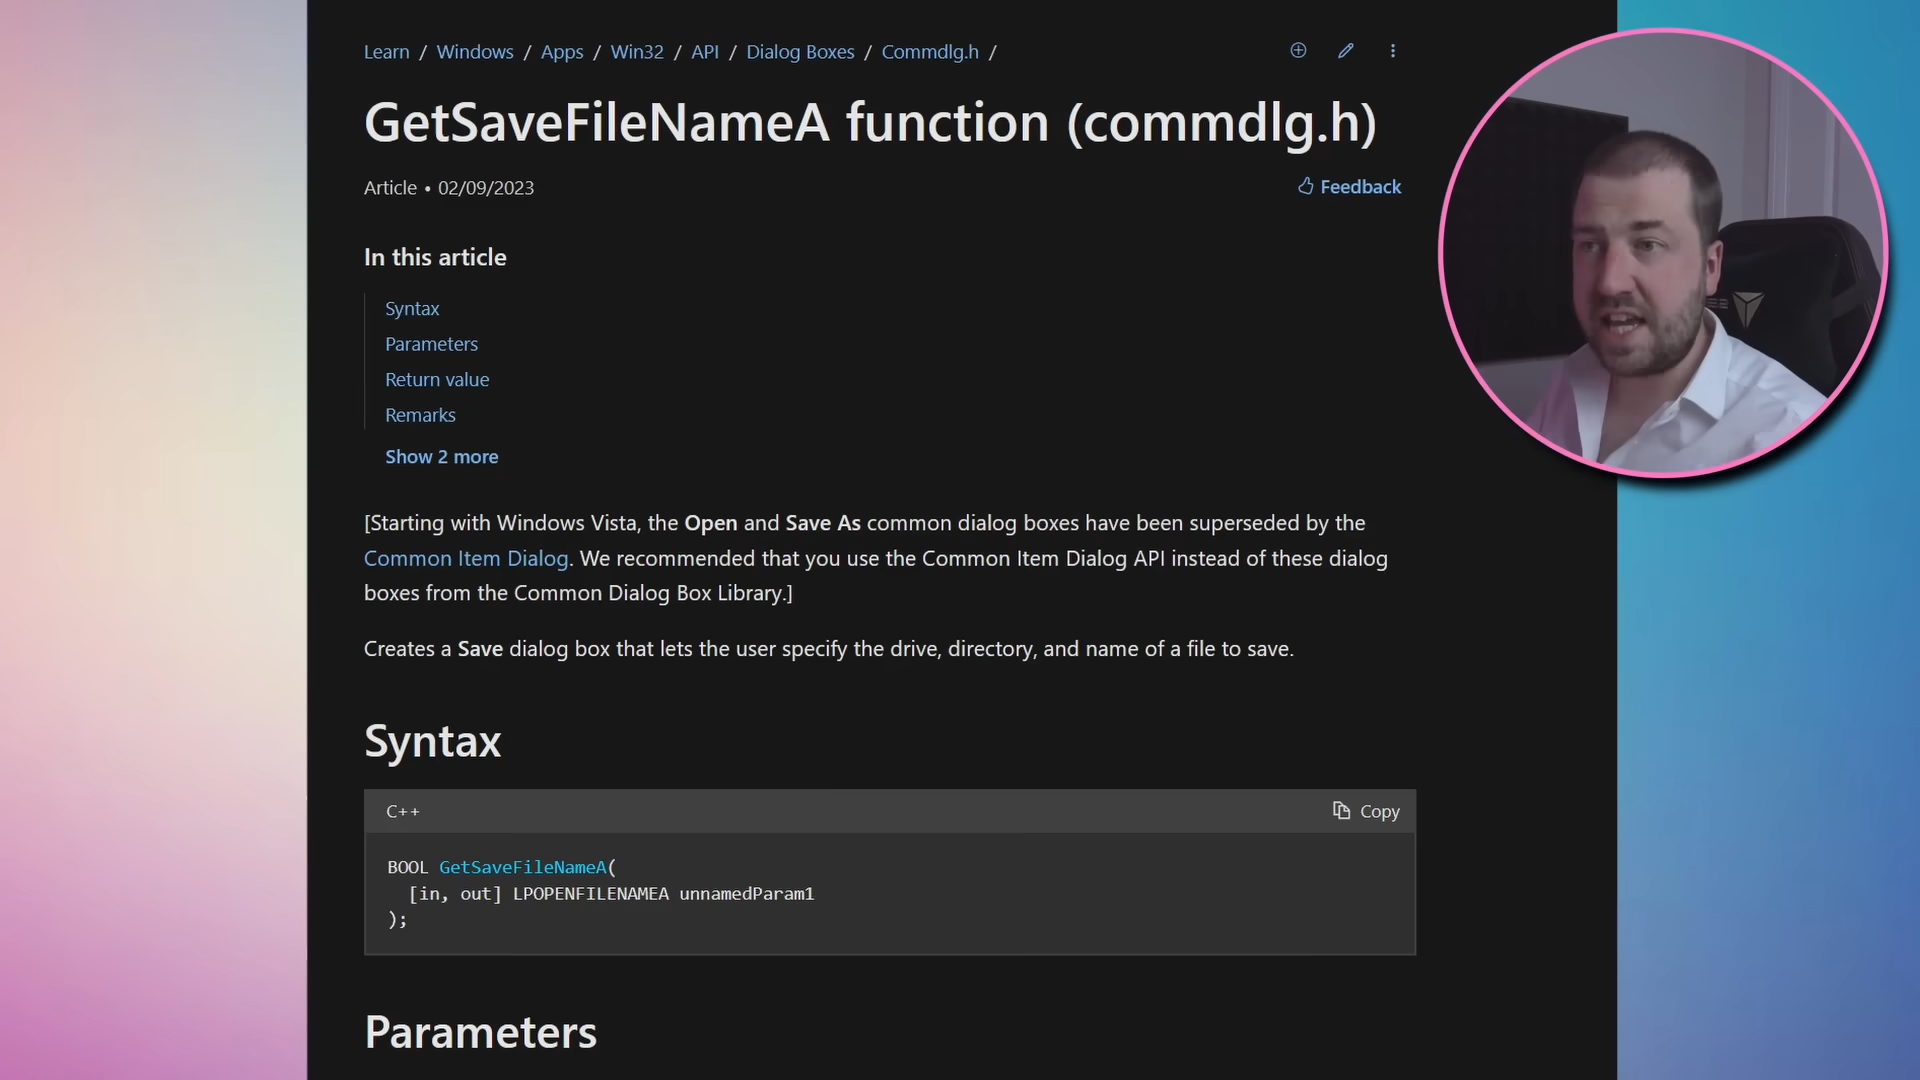 Learn / Windows / Apps / Win32 / API / Dialog Boxes / Commdlg.h /
GetSaveFileNameA function (commdlg.h)
Article • 02/09/2023
Feedback
In this article
Syntax
Parameters
Return value
Remarks
Show 2 more
[Starting with Windows Vista, the Open and Save As common dialog boxes have been superseded by the
Common Item Dialog. We recommended that you use the Common Item Dialog API instead of these dialog
boxes from the Common Dialog Box Library.]
Creates a Save dialog box that lets the user specify the drive, directory, and name of a file to save.
Syntax
C++
Copy
BOOL GetSaveFileNameA(
[in, out] LPOPENFILENAMEA unnamedParam1
);
Parameters